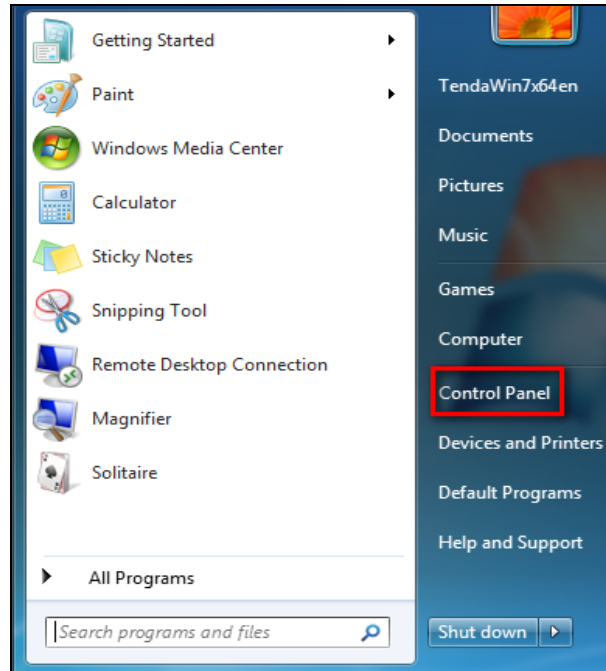 Getting Started
Paint
Windows Media Center
Calculator
Sticky Notes
Snipping Tool
Remote Desktop Connection
Magnifier
Solitaire
All Programs
Search programs and files
TendaWin7x64en
Documents
Pictures
Music
Games
Computer
Control Panel
Devices and Printers
Default Programs
Help and Support
Shut down